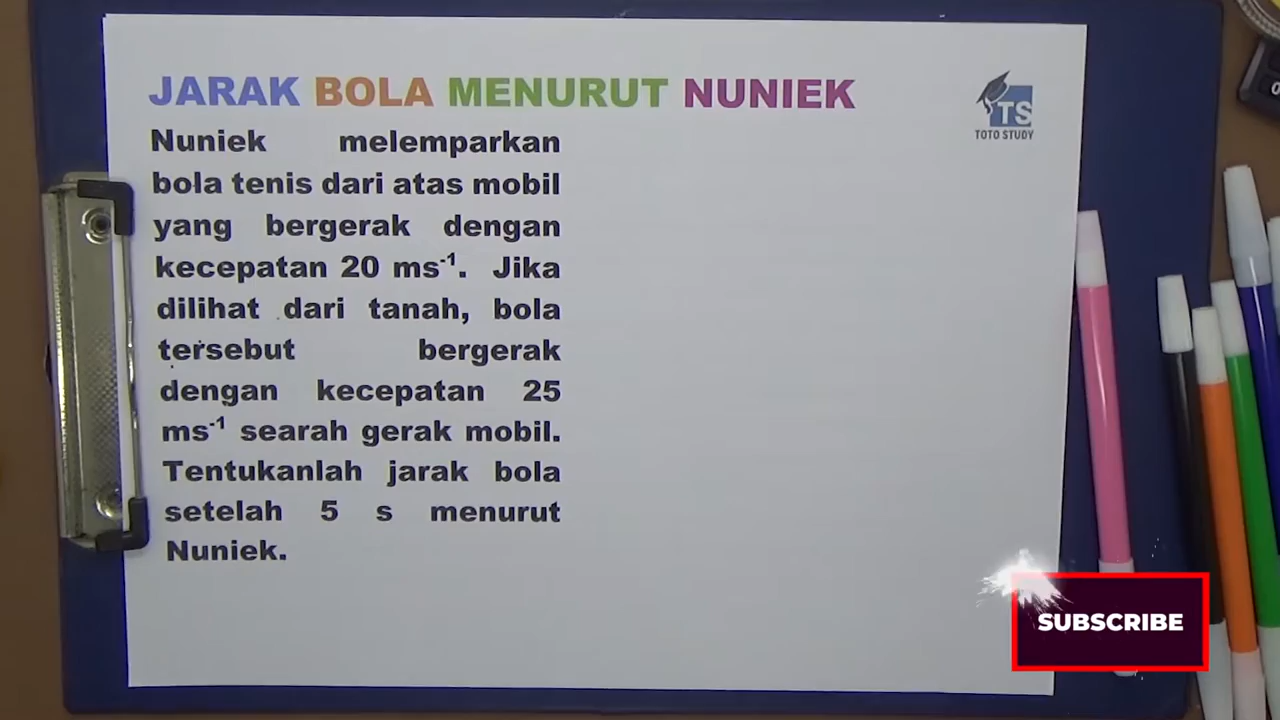 JARAK BOLA MENURUT NUNIEK
TS
TOTO STUDY
Nuniek melemparkan
bola tenis dari atas mobil
yang bergerak dengan
kecepatan 20 ms⁻¹. Jika
dilihat dari tanah, bola
tersebut bergerak
dengan kecepatan 25
ms⁻¹ searah gerak mobil.
Tentukanlah jarak bola
setelah 5 s menurut
Nuniek.
SUBSCRIBE